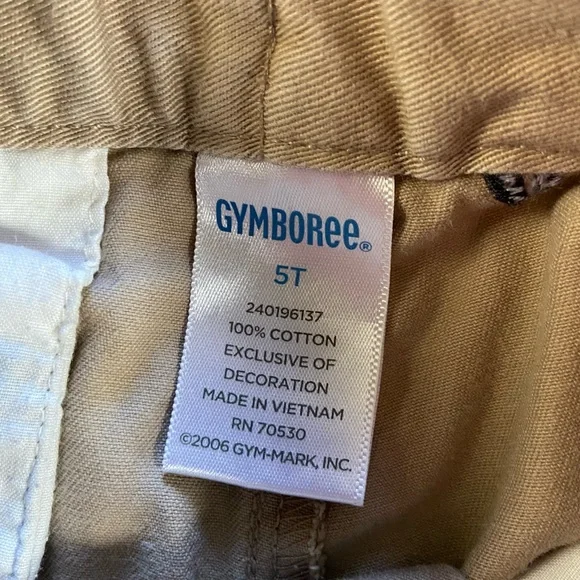 GYMBORee®
5T
240196137
100% COTTON
EXCLUSIVE OF
DECORATION
MADE IN VIETNAM
RN 70530
©2006 GYM-MARK, INC.